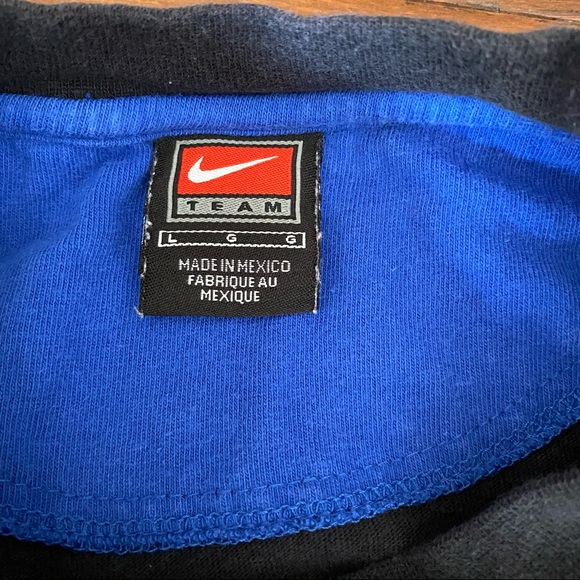 TEAM
L G G
MADE IN MEXICO
FABRIQUE AU
MEXIQUE